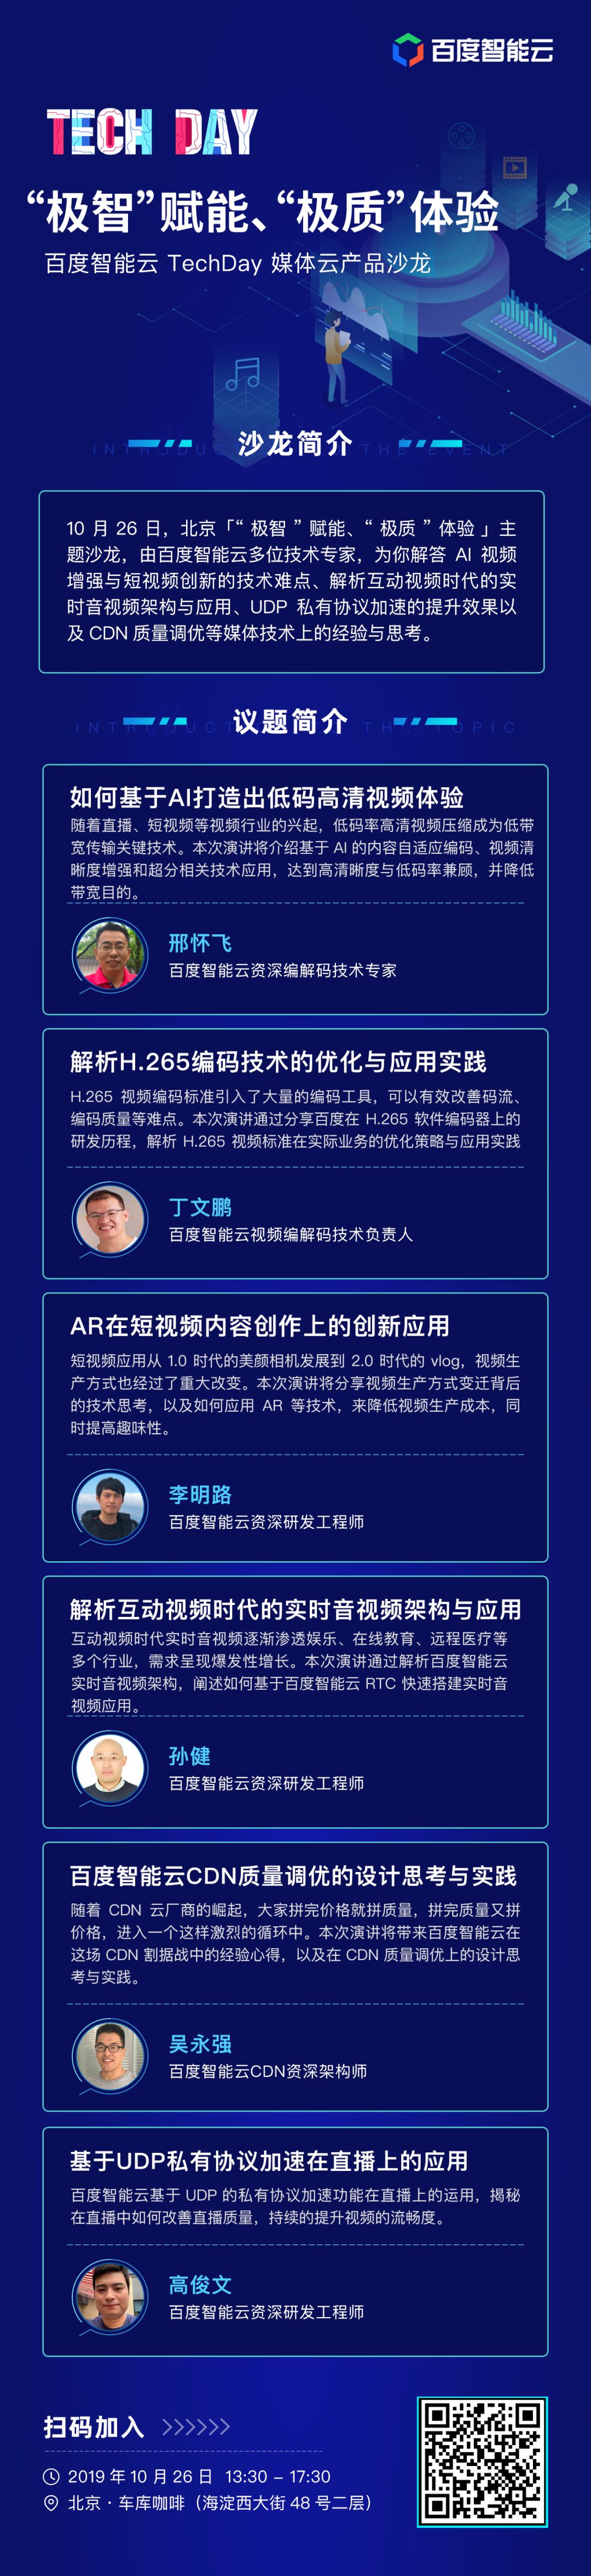 百度智能云
TECH DAY
“极智”赋能、“极质”体验
百度智能云 TechDay 媒体云产品沙龙
沙龙简介
10 月 26 日，北京「“ 极智 ” 赋能、“ 极质 ” 体验 」主
题沙龙，由百度智能云多位技术专家，为你解答 AI 视频
增强与短视频创新的技术难点、解析互动视频时代的实
时音视频架构与应用、UDP 私有协议加速的提升效果以
及 CDN 质量调优等媒体技术上的经验与思考。
议题简介
如何基于AI打造出低码高清视频体验
随着直播、短视频等视频行业的兴起，低码率高清视频压缩成为低带
宽传输关键技术。本次演讲将介绍基于 AI 的内容自适应编码、视频清
晰度增强和超分相关技术应用，达到高清晰度与低码率兼顾，并降低
带宽目的。
邢怀飞
百度智能云资深编解码技术专家
解析H.265编码技术的优化与应用实践
H.265 视频编码标准引入了大量的编码工具，可以有效改善码流、
编码质量等难点。本次演讲通过分享百度在 H.265 软件编码器上的
研发历程，解析 H.265 视频标准在实际业务的优化策略与应用实践
丁文鹏
百度智能云视频编解码技术负责人
AR在短视频内容创作上的创新应用
短视频应用从 1.0 时代的美颜相机发展到 2.0 时代的 vlog，视频生
产方式也经过了重大改变。本次演讲将分享视频生产方式变迁背后
的技术思考，以及如何应用 AR 等技术，来降低视频生产成本，同
时提高趣味性。
李明路
百度智能云资深研发工程师
解析互动视频时代的实时音视频架构与应用
互动视频时代实时音视频逐渐渗透娱乐、在线教育、远程医疗等
多个行业，需求呈现爆发性增长。本次演讲通过解析百度智能云
实时音视频架构，阐述如何基于百度智能云 RTC 快速搭建实时音
视频应用。
孙健
百度智能云资深研发工程师
百度智能云CDN质量调优的设计思考与实践
随着 CDN 云厂商的崛起，大家拼完价格就拼质量，拼完质量又拼
价格，进入一个这样激烈的循环中。本次演讲将带来百度智能云在
这场 CDN 割据战中的经验心得，以及在 CDN 质量调优上的设计思
考与实践。
吴永强
百度智能云CDN资深架构师
基于UDP私有协议加速在直播上的应用
百度智能云基于 UDP 的私有协议加速功能在直播上的运用，揭秘
在直播中如何改善直播质量，持续的提升视频的流畅度。
高俊文
百度智能云资深研发工程师
扫码加入
2019 年 10 月 26 日 13:30 – 17:30
北京 · 车库咖啡（海淀西大街 48 号二层）